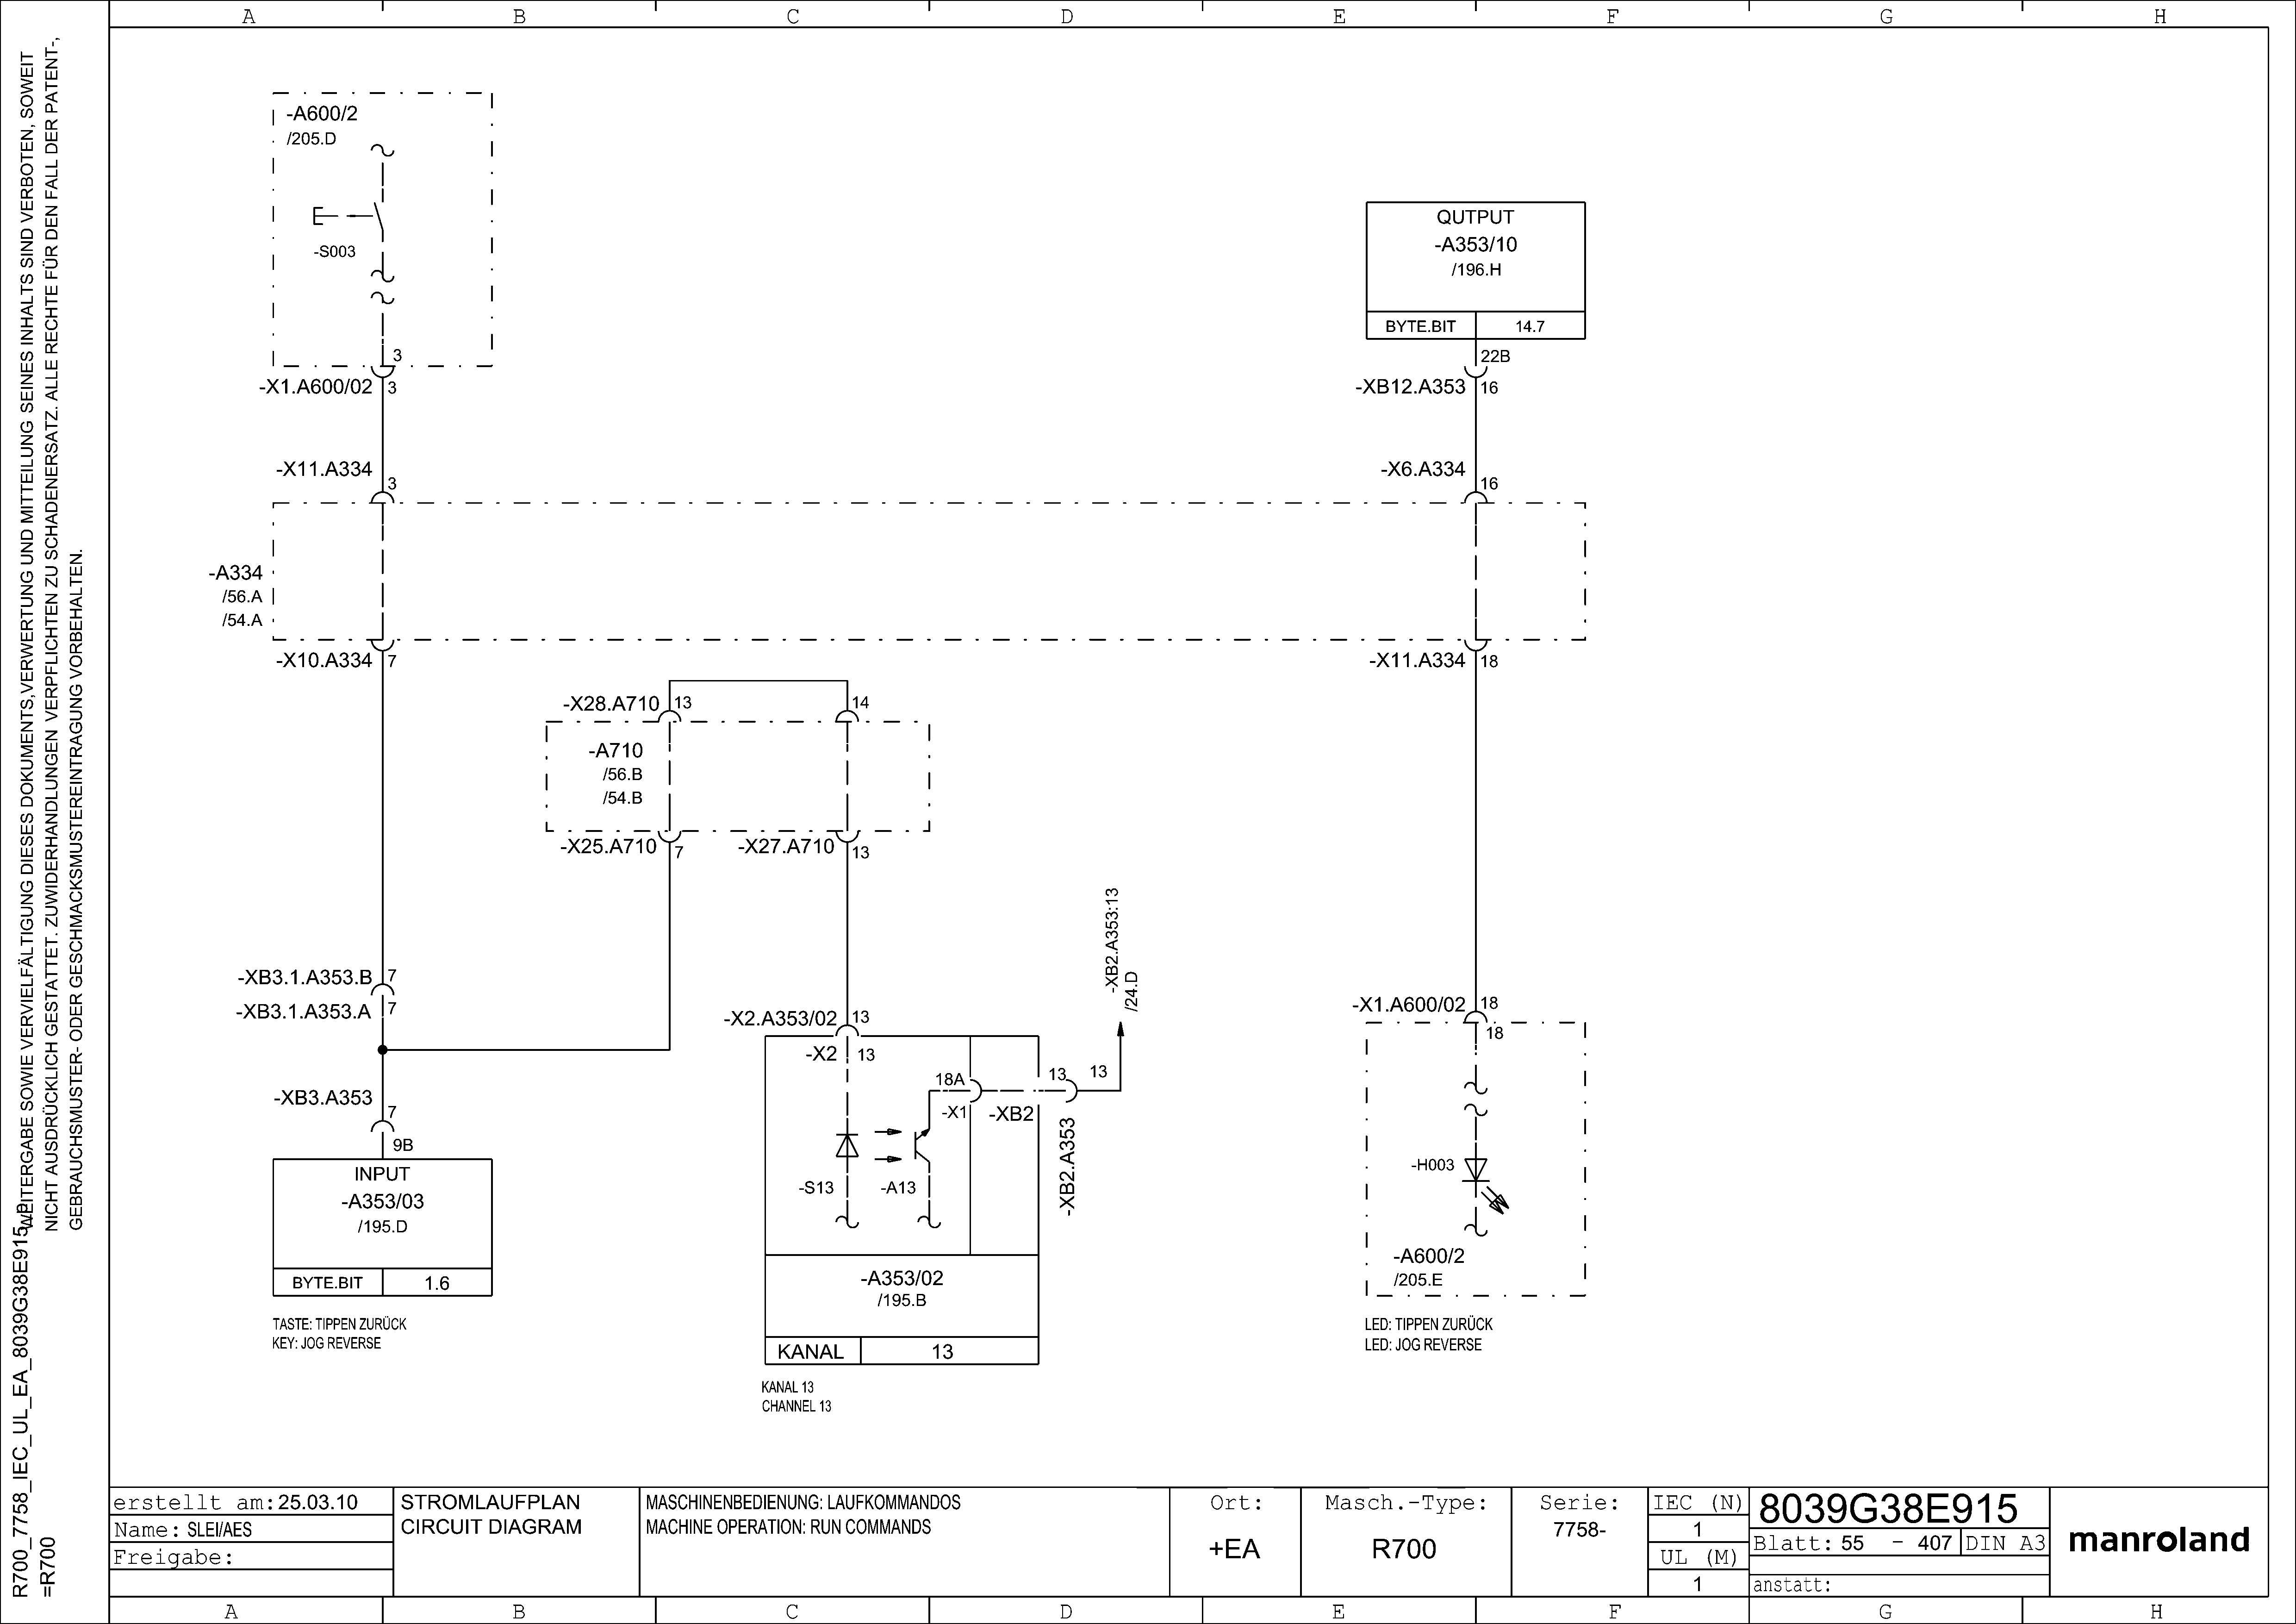 A B C D E F G H
WEITERGABE SOWIE VERVIELFÄLTIGUNG DIESES DOKUMENTS,VERWERTUNG UND MITTEILUNG SEINES INHALTS SIND VERBOTEN, SOWEIT
NICHT AUSDRÜCKLICH GESTATTET. ZUWIDERHANDLUNGEN VERPFLICHTEN ZU SCHADENERSATZ. ALLE RECHTE FÜR DEN FALL DER PATENT-,
GEBRAUCHSMUSTER- ODER GESCHMACKSMUSTEREINTRAGUNG VORBEHALTEN.
-A600/2
/205.D
-S003
3
-X1.A600/02 3
-X11.A334
3
-A334
/56.A
/54.A
-X10.A334 7
-XB3.1.A353.B 7
-XB3.1.A353.A 7
-XB3.A353
7
9B
INPUT
-A353/03
/195.D
BYTE.BIT 1.6
TASTE: TIPPEN ZURÜCK
KEY: JOG REVERSE
-X28.A710 13
14
-A710
/56.B
/54.B
-X25.A710 7
-X27.A710 13
-X2.A353/02 13
-X2 13
18A
-X1
-XB2
13
13
-XB2.A353
-XB2.A353:13
/24.D
-S13
-A13
-A353/02
/195.B
KANAL 13
KANAL 13
CHANNEL 13
QUTPUT
-A353/10
/196.H
BYTE.BIT 14.7
22B
-XB12.A353 16
-X6.A334
16
-X11.A334 18
-X1.A600/02 18
18
-H003
-A600/2
/205.E
LED: TIPPEN ZURÜCK
LED: JOG REVERSE
R700_7758_IEC_UL_EA_8039G38E915_
=R700
erstellt am: 25.03.10
Name: SLEI/AES
Freigabe:
STROMLAUFPLAN
CIRCUIT DIAGRAM
MASCHINENBEDIENUNG: LAUFKOMMANDOS
MACHINE OPERATION: RUN COMMANDS
Ort:
+EA
Masch.-Type:
R700
Serie:
7758-
IEC (N)
1
UL (M)
1
8039G38E915
Blatt: 55 - 407 DIN A3
anstatt:
manroland
A B C D E F G H